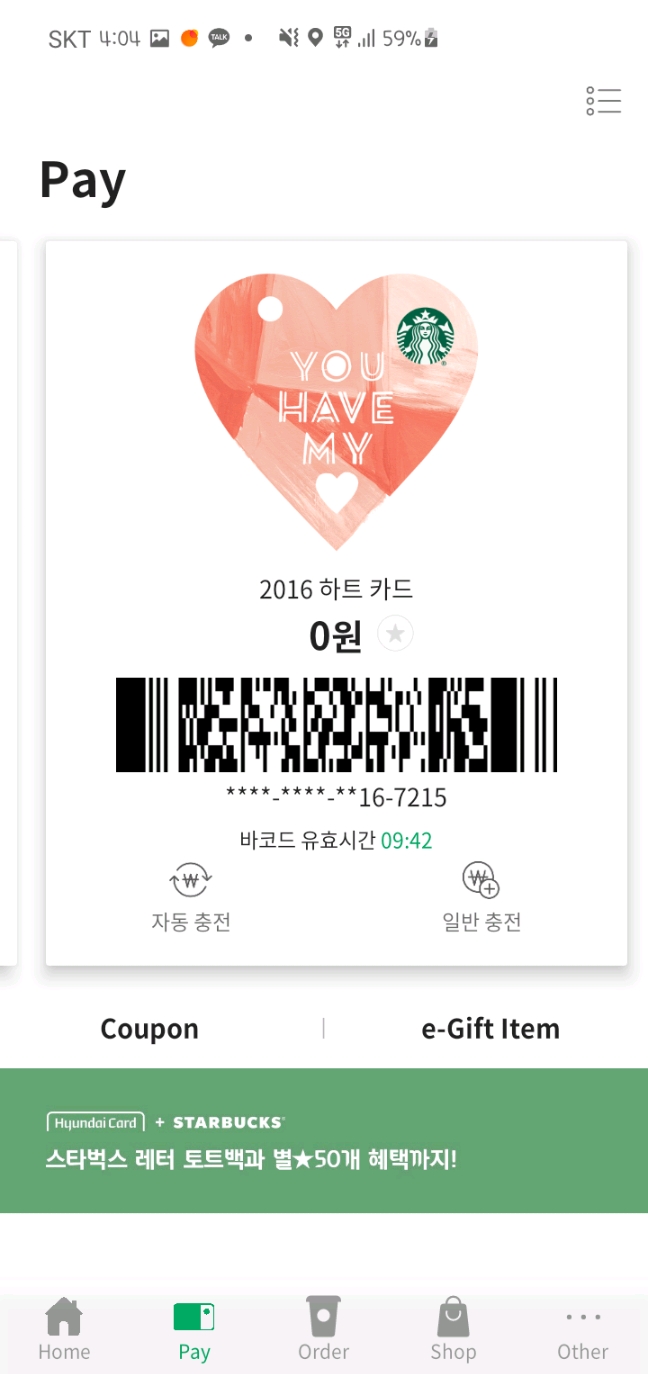 SKT 4:04 TALK 5G 59%
Pay
YOU
HAVE
MY
2016 하트 카드
0원
****-****-**16-7215
바코드 유효시간 09:42
자동 충전 일반 충전
Coupon e-Gift Item
Hyundai Card + STARBUCKS
스타벅스 레터 토트백과 별★50개 혜택까지!
Home Pay Order Shop Other